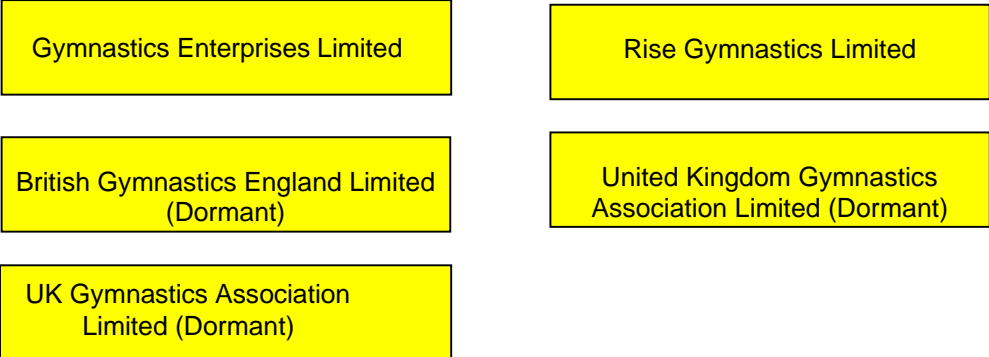 Gymnastics Enterprises Limited
Rise Gymnastics Limited
British Gymnastics England Limited
(Dormant)
United Kingdom Gymnastics
Association Limited (Dormant)
UK Gymnastics Association
Limited (Dormant)